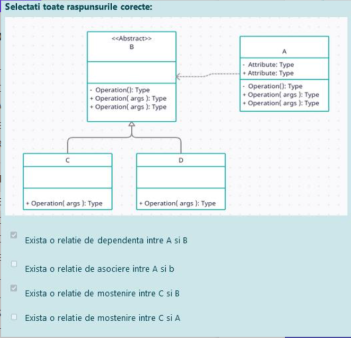 Selectati toate raspunsurile corecte:
<<Abstract>>
B
- Operation(): Type
+ Operation( args ): Type
+ Operation( args ): Type
A
- Attribute: Type
+ Attribute: Type
- Operation(): Type
+ Operation( args ): Type
+ Operation( args ): Type
C
+ Operation( args ): Type
D
+ Operation( args ): Type
Exista o relatie de dependenta intre A si B
Exista o relatie de asociere intre A si b
Exista o relatie de mostenire intre C si B
Exista o relatie de mostenire intre C si A